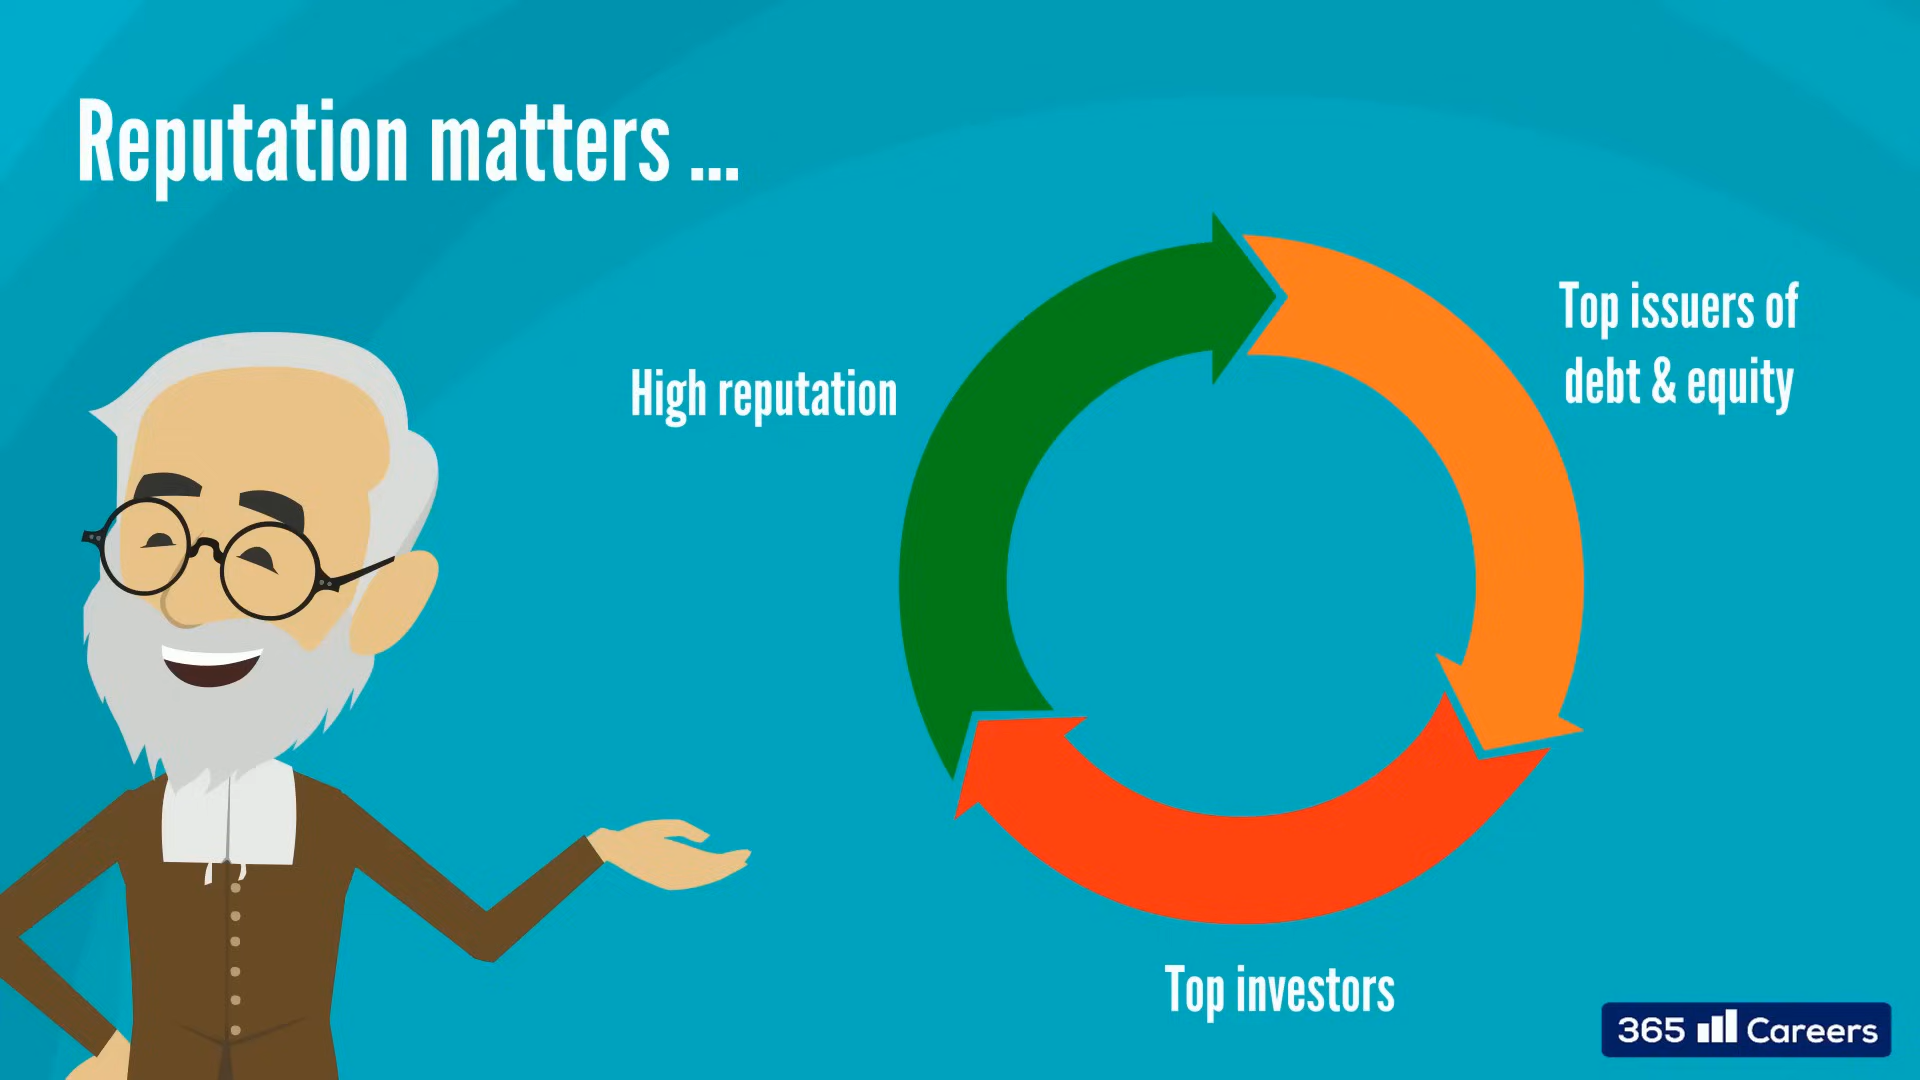 Reputation matters ...
High reputation
Top issuers of
debt & equity
Top investors
365 Careers